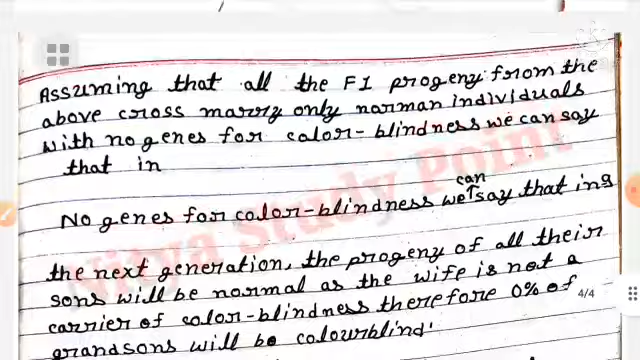 Assuming that all the F1 progeny from the
above cross marry only norman individuals
with no genes for color-blindness we can say
that in
No genes for color-blindness we can say that ing
the next generation, the progeny of all their
sons will be normal as the wife is not a
carrier of color-blindness therefore 0% of
grandsons will be colourblind.
Nitya Study Point
4/4